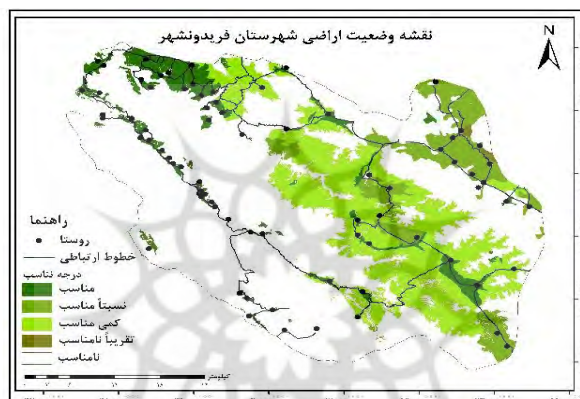 نقشه وضعیت اراضی شهرستان فریدونشهر
N
راهنما
روستا
خطوط ارتباطی
درجه تناسب
مناسب
نسبتاً مناسب
کمی مناسب
تقریباً نامناسب
نامناسب
کیلومتر